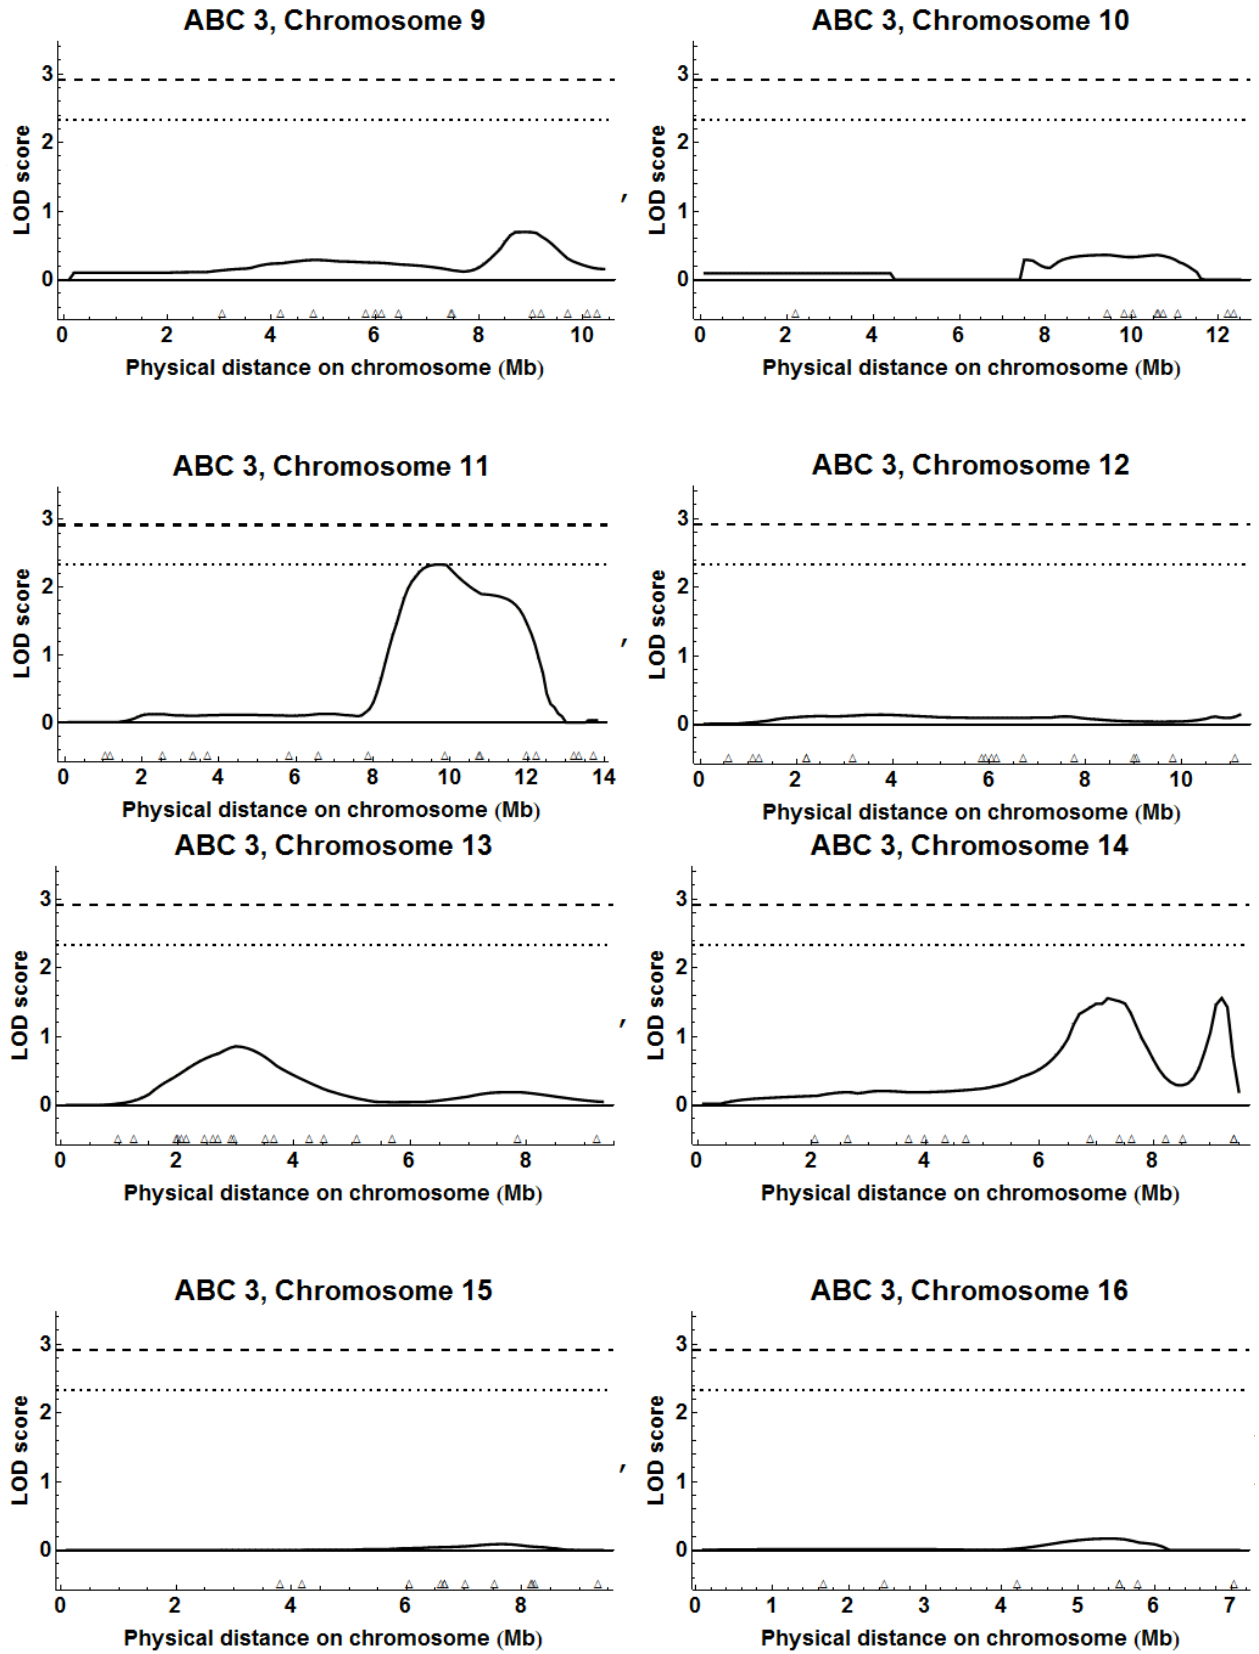 ABC 3, Chromosome 9
3
2
1
0
LOD score
0 2 4 6 8 10
Physical distance on chromosome (Mb)
,
ABC 3, Chromosome 10
3
2
1
0
LOD score
0 2 4 6 8 10 12
Physical distance on chromosome (Mb)
ABC 3, Chromosome 11
3
2
1
0
LOD score
0 2 4 6 8 10 12 14
Physical distance on chromosome (Mb)
,
ABC 3, Chromosome 12
3
2
1
0
LOD score
0 2 4 6 8 10
Physical distance on chromosome (Mb)
ABC 3, Chromosome 13
3
2
1
0
LOD score
0 2 4 6 8
Physical distance on chromosome (Mb)
,
ABC 3, Chromosome 14
3
2
1
0
LOD score
0 2 4 6 8
Physical distance on chromosome (Mb)
ABC 3, Chromosome 15
3
2
1
0
LOD score
0 2 4 6 8
Physical distance on chromosome (Mb)
,
ABC 3, Chromosome 16
3
2
1
0
LOD score
0 1 2 3 4 5 6 7
Physical distance on chromosome (Mb)